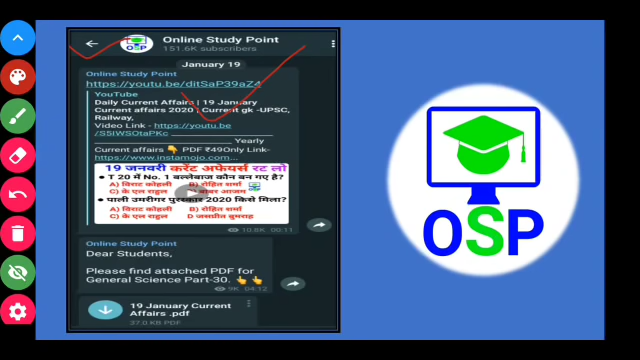 Online Study Point
151.6K subscribers
January 19
Online Study Point
https://youtu.be/ditSaP39aZ4
YouTube
Daily Current Affairs | 19 January
Current affairs 2020 | Current gk -UPSC,
Railway,
Video Link - https://youtu.be
/S5IWSOtaPKc
Yearly
Current affairs 👇 PDF ₹49Only Link-
https://www.instamojo.com...
19 जनवरी करेंट अफेयर्स रट लो
• T 20 में No. 1 बल्लेबाज कौन बन गए है?
A) विराट कोहली B) रोहित शर्मा
C) के एल राहुल बाबर आजम
• पाली उमरीगर पुरस्कार 2020 किसे मिला?
A) विराट कोहली B) रोहित शर्मा
C) के एल राहुल D जसप्रीत बुमराह
10.8K 00:11
Online Study Point
Dear Students,
Please find attached PDF for
General Science Part-30. 👆👆
9K 04:12
19 January Current
Affairs .pdf
37.0 KB PDF
OSP
OSP